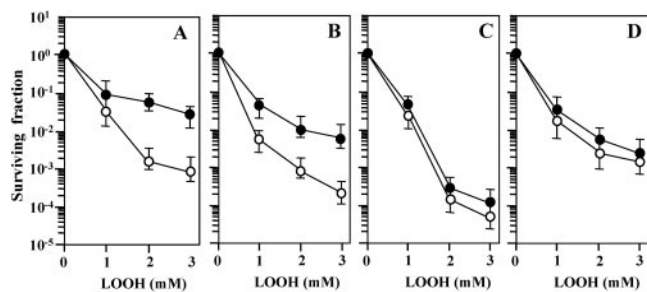 A B C D
Surviving fraction
10⁰
10⁻¹
10⁻²
10⁻³
10⁻⁴
10⁻⁵
0 1 2 3 0 1 2 3 0 1 2 3 0 1 2 3
LOOH (mM) LOOH (mM) LOOH (mM) LOOH (mM)